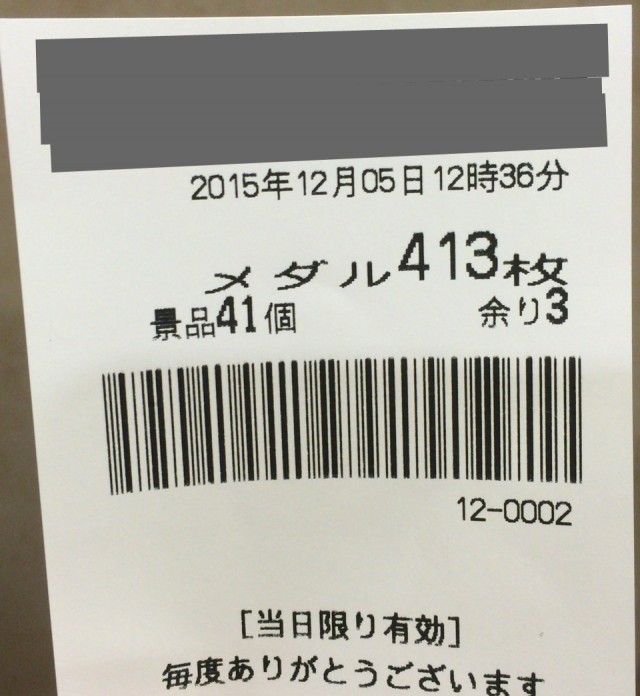 2015年12月05日12時36分
メダル413枚
景品41個 余り3
12-0002
[当日限り有効]
毎度ありがとうございます